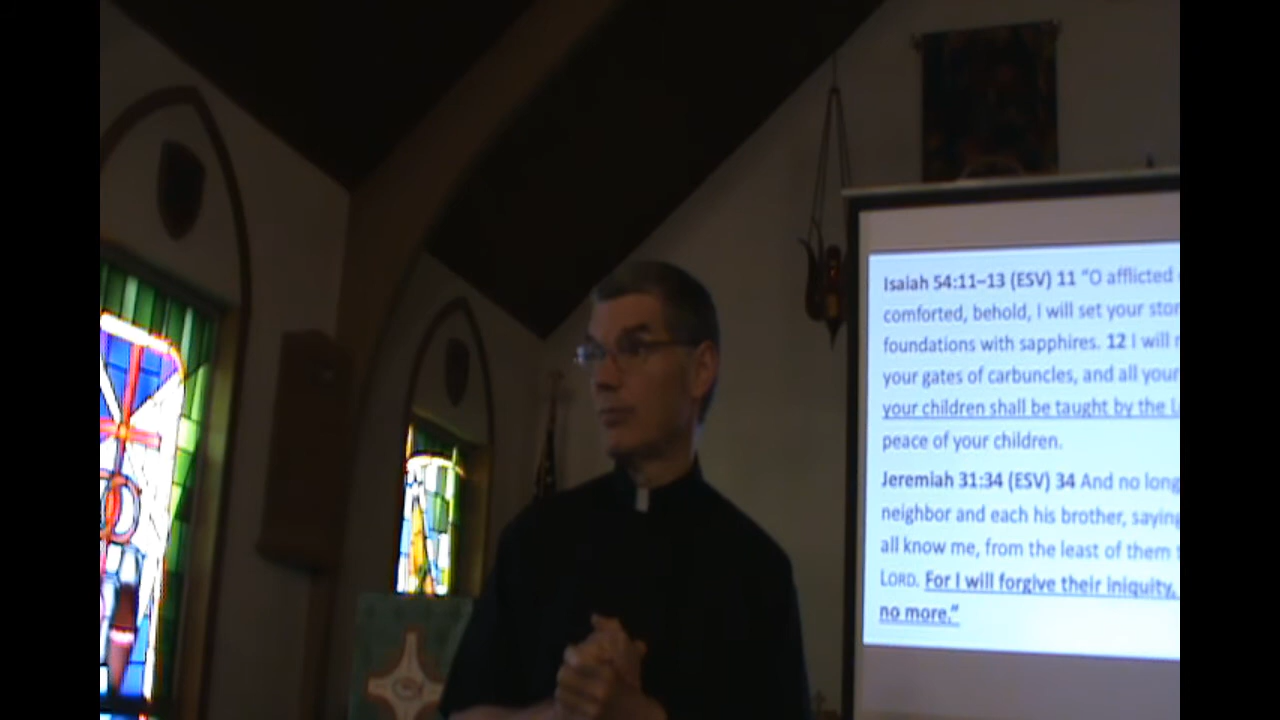 Isaiah 54:11–13 (ESV) 11 “O afflicted
comforted, behold, I will set your
foundations with sapphires. 12 I will
your gates of carbuncles, and all your
your children shall be taught by the
peace of your children.
Jeremiah 31:34 (ESV) 34 And no
neighbor and each his brother, saying
all know me, from the least of them
LORD. For I will forgive their iniquity,
no more.”